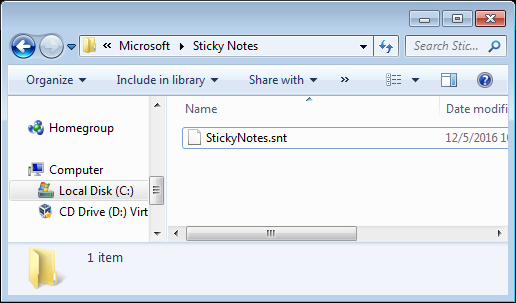 « Microsoft ▸ Sticky Notes
Search Stic...
Organize ▾ Include in library ▾ Share with ▾ »
Name Date modifi
Homegroup
StickyNotes.snt 12/5/2016 10
Computer
Local Disk (C:)
CD Drive (D:) Virt
1 item